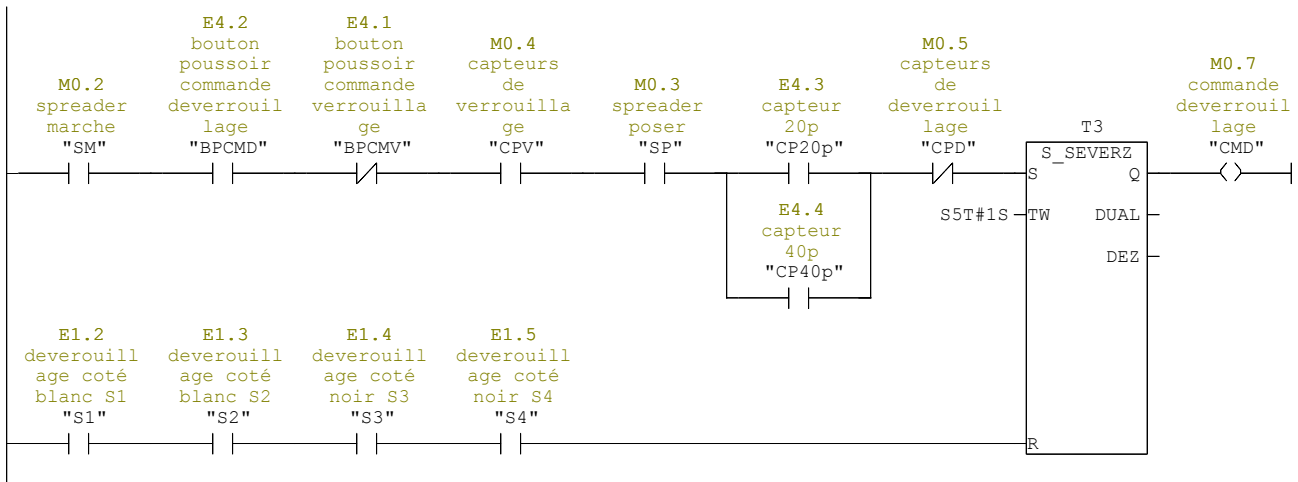 M0.2
spreader
marche
"SM"
E4.2
bouton
poussoir
commande
deverrouil
lage
"BPCMD"
E4.1
bouton
poussoir
commande
verrouilla
ge
"BPCMV"
M0.4
capteurs
de
verrouilla
ge
"CPV"
M0.3
spreader
poser
"SP"
E4.3
capteur
20p
"CP20p"
M0.5
capteurs
de
deverrouil
lage
"CPD"
T3
S_SEVERZ
S
Q
M0.7
commande
deverrouil
lage
"CMD"
S5T#1S
TW
DUAL
DEZ
E4.4
capteur
40p
"CP40p"
E1.2
deverouill
age coté
blanc S1
"S1"
E1.3
deverouill
age coté
blanc S2
"S2"
E1.4
deverouill
age coté
noir S3
"S3"
E1.5
deverouill
age coté
noir S4
"S4"
R